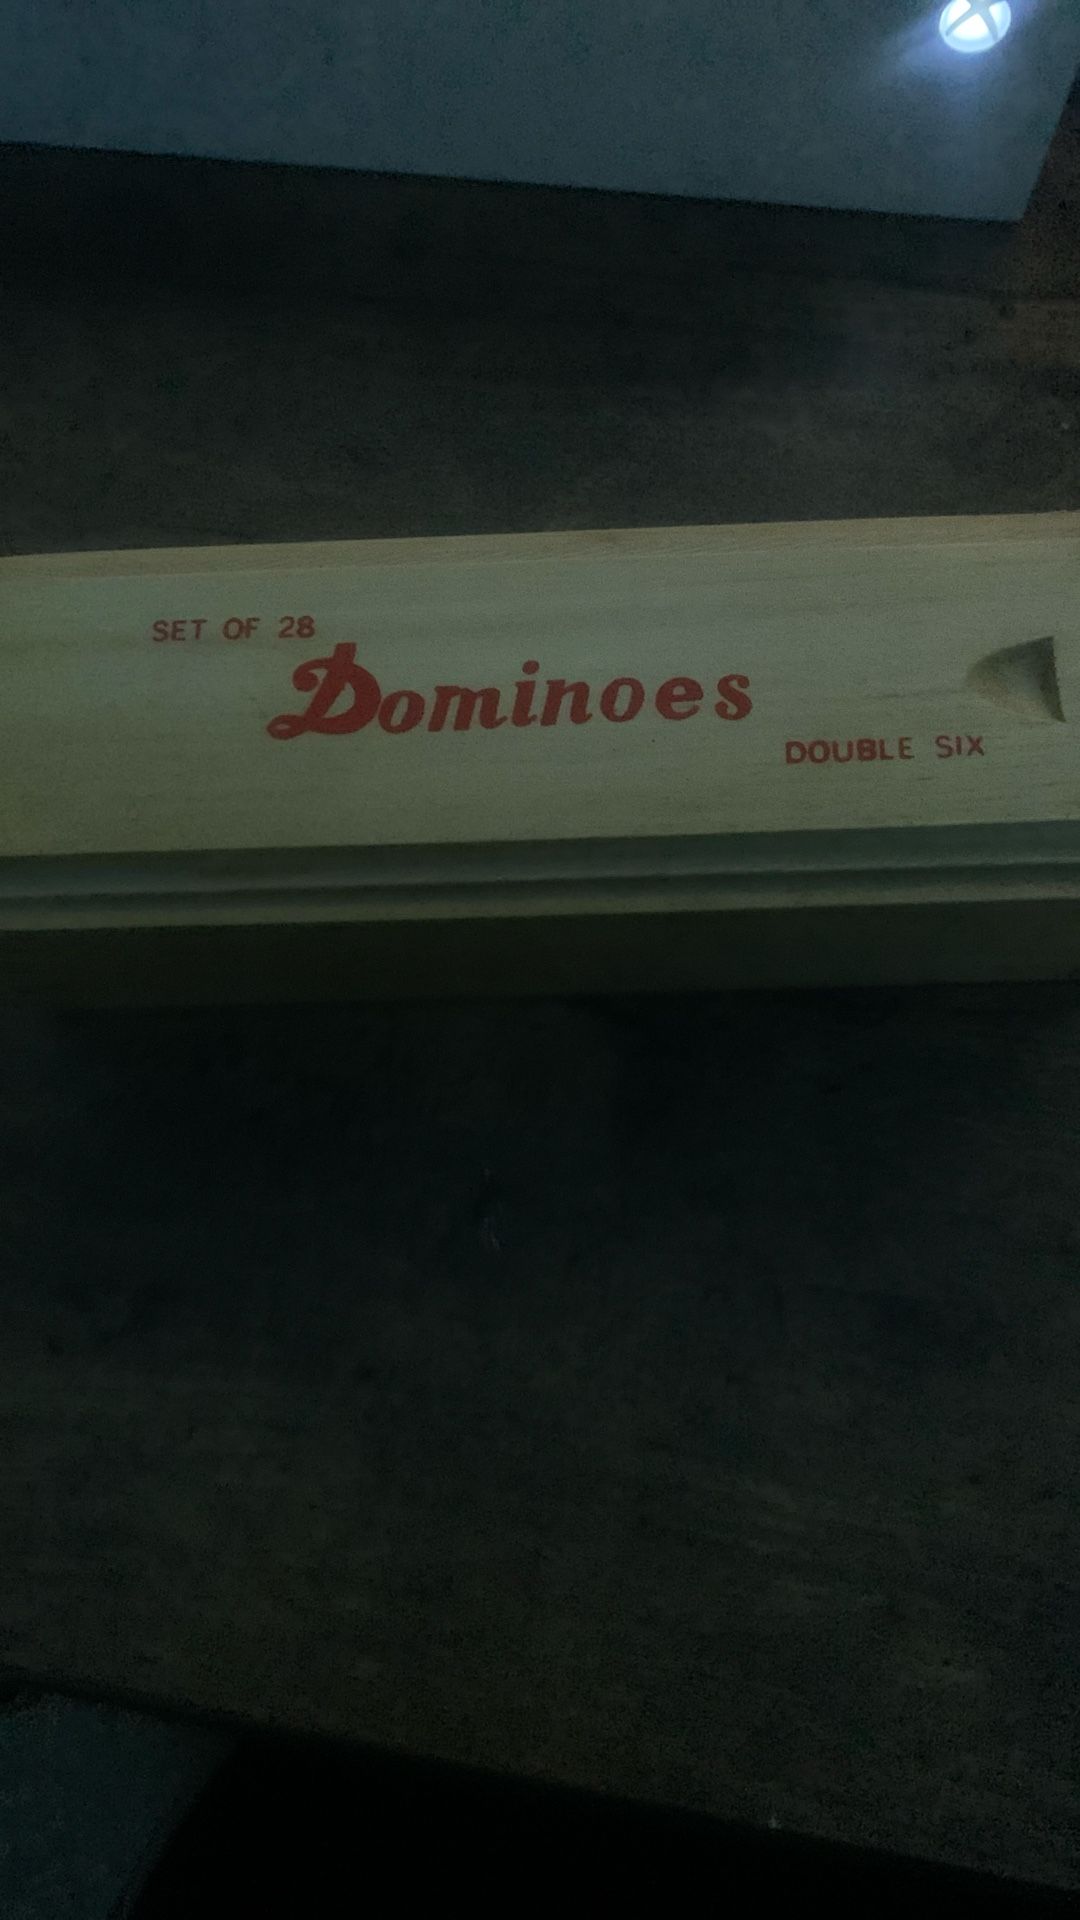 SET OF 28
Dominoes
DOUBLE SIX